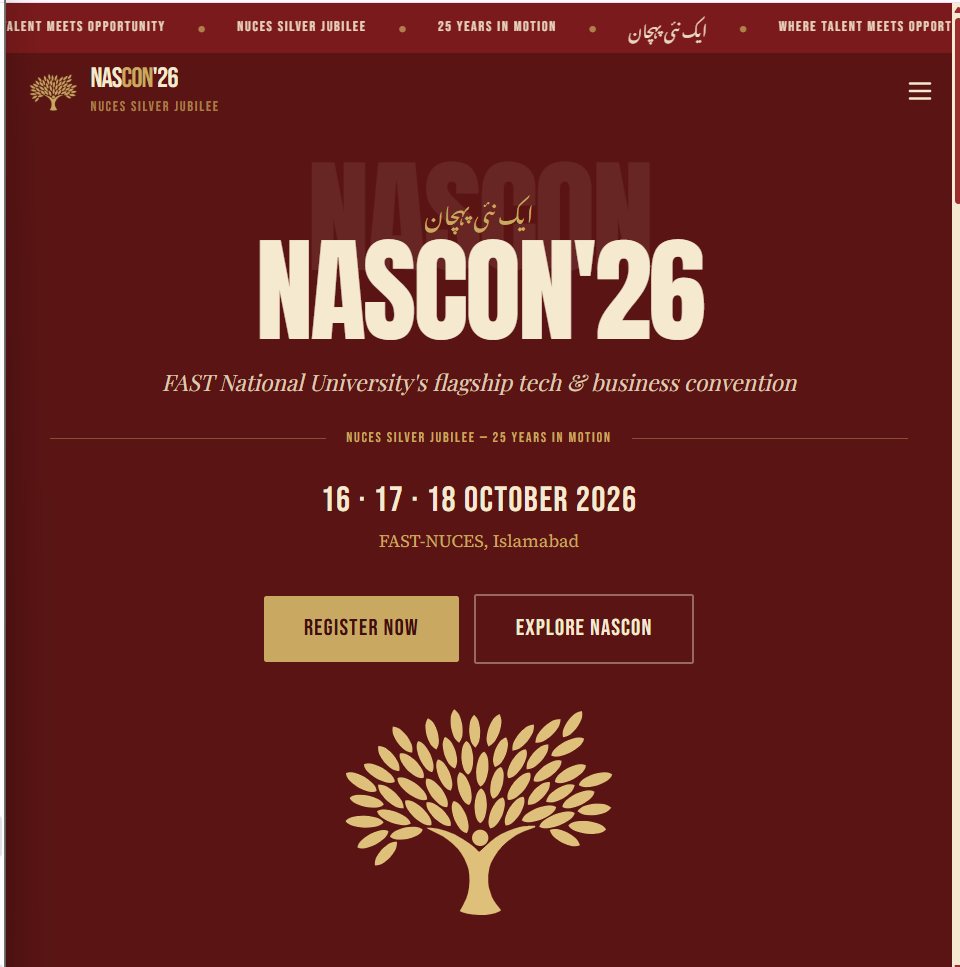 ALENT MEETS OPPORTUNITY • NUCES SILVER JUBILEE • 25 YEARS IN MOTION • ایک نئی پہچان • WHERE TALENT MEETS OPPORT
NASCON'26
NUCES SILVER JUBILEE
NASCON
ایک نئی پہچان
NASCON'26
FAST National University's flagship tech & business convention
NUCES SILVER JUBILEE — 25 YEARS IN MOTION
16 · 17 · 18 OCTOBER 2026
FAST-NUCES, Islamabad
REGISTER NOW
EXPLORE NASCON